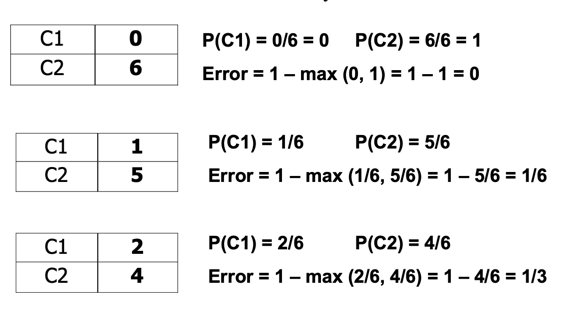 C1 0 P(C1) = 0/6 = 0 P(C2) = 6/6 = 1
C2 6 Error = 1 – max (0, 1) = 1 – 1 = 0
C1 1 P(C1) = 1/6 P(C2) = 5/6
C2 5 Error = 1 – max (1/6, 5/6) = 1 – 5/6 = 1/6
C1 2 P(C1) = 2/6 P(C2) = 4/6
C2 4 Error = 1 – max (2/6, 4/6) = 1 – 4/6 = 1/3